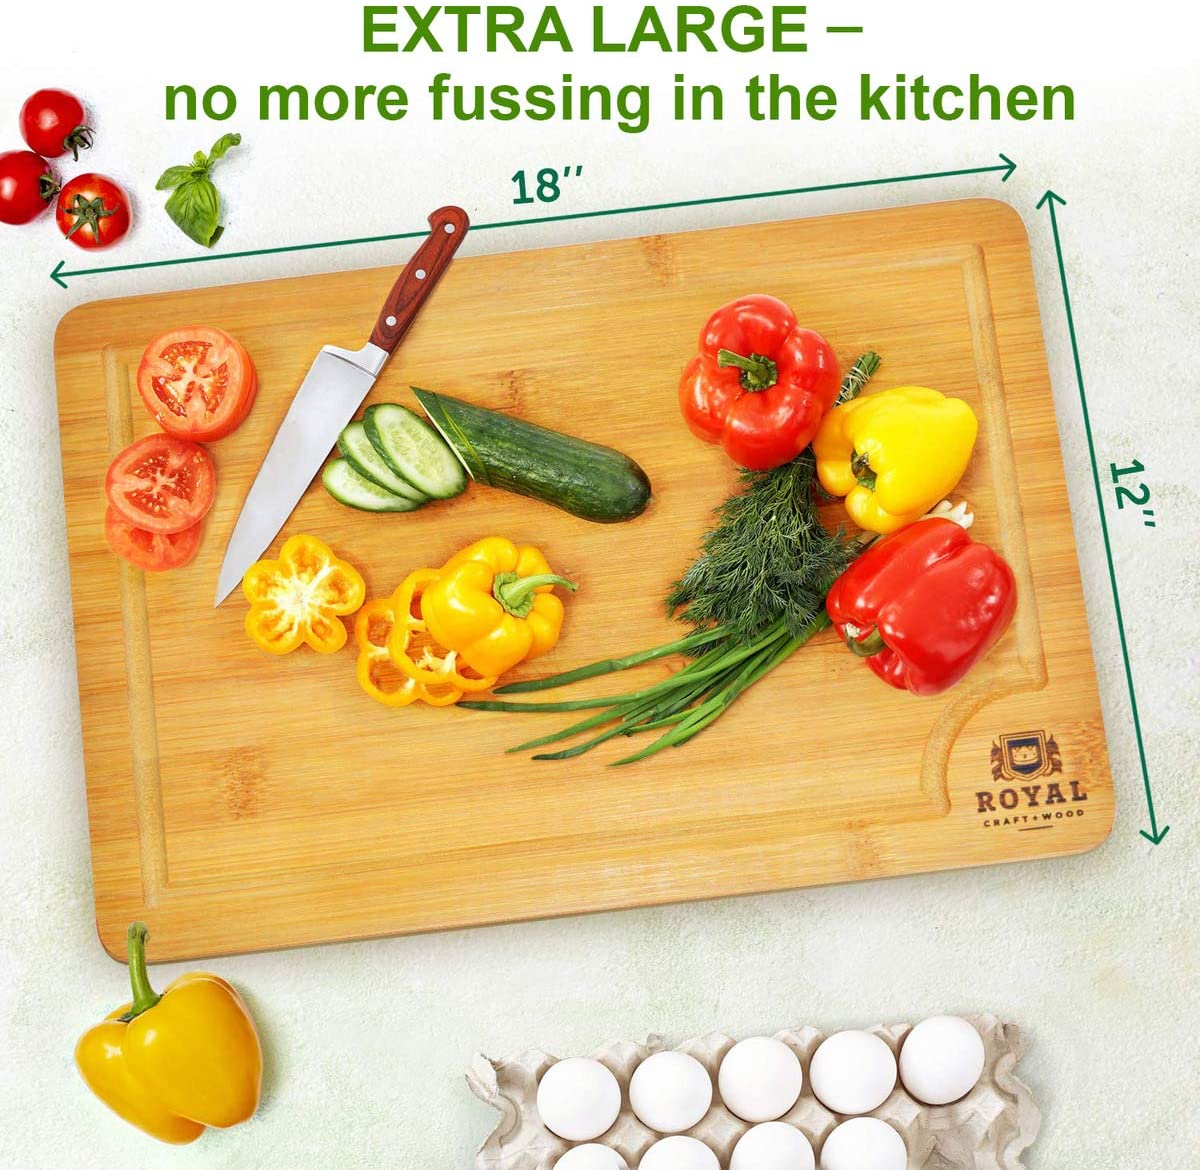 EXTRA LARGE –
no more fussing in the kitchen
18''
12''
ROYAL
CRAFT + WOOD